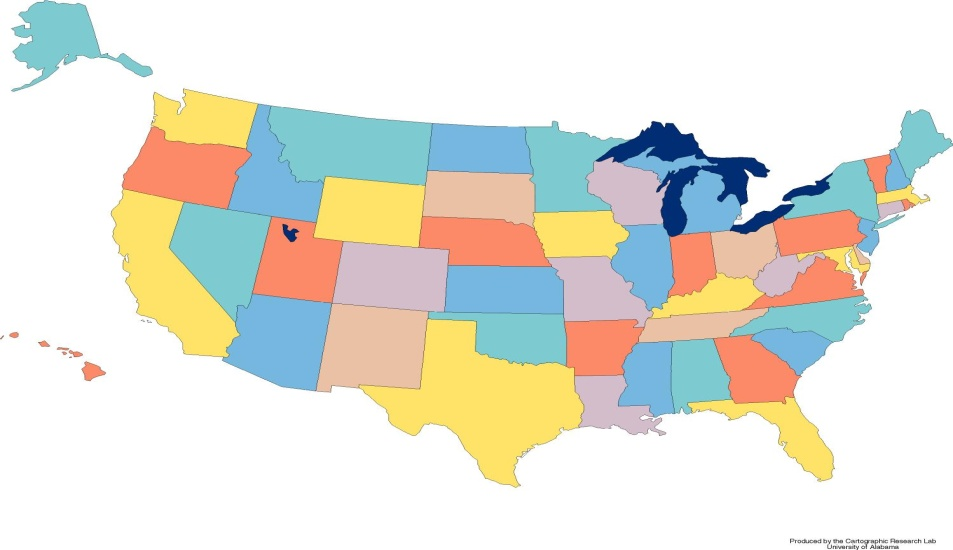 Produced by the Cartographic Research Lab
University of Alabama